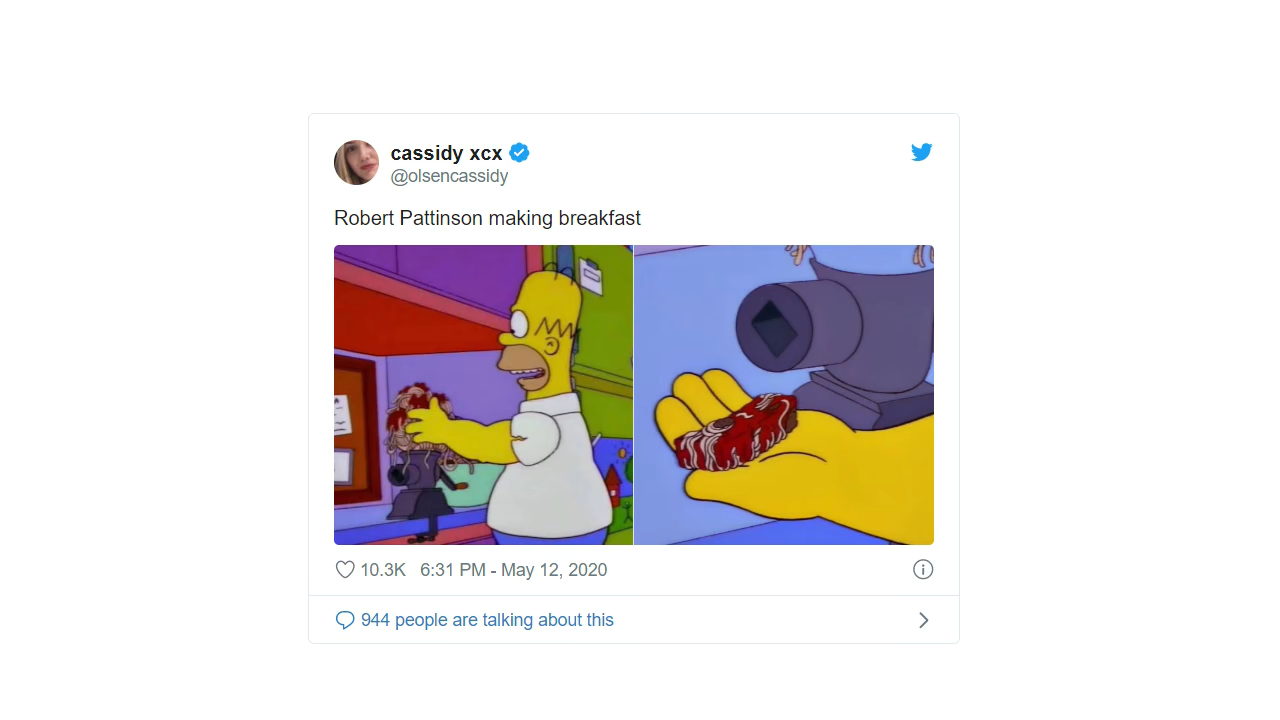 cassidy xcx
@olsencassidy
Robert Pattinson making breakfast
10.3K 6:31 PM - May 12, 2020
944 people are talking about this